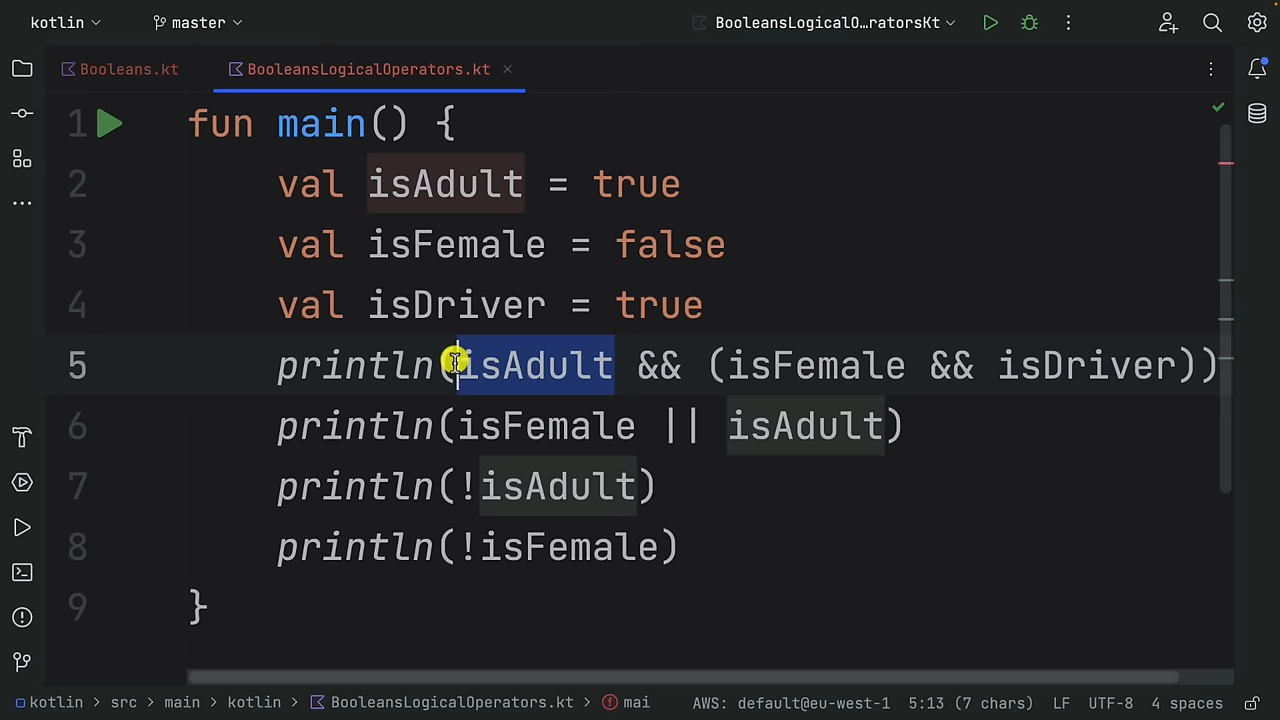 kotlin master BooleansLogicalO...ratorsKt
Booleans.kt BooleansLogicalOperators.kt
1 fun main() {
2 val isAdult = true
3 val isFemale = false
4 val isDriver = true
5 println(isAdult && (isFemale && isDriver))
6 println(isFemale || isAdult)
7 println(!isAdult)
8 println(!isFemale)
9 }
kotlin > src > main > kotlin > BooleansLogicalOperators.kt > mai AWS: default@eu-west-1 5:13 (7 chars) LF UTF-8 4 spaces